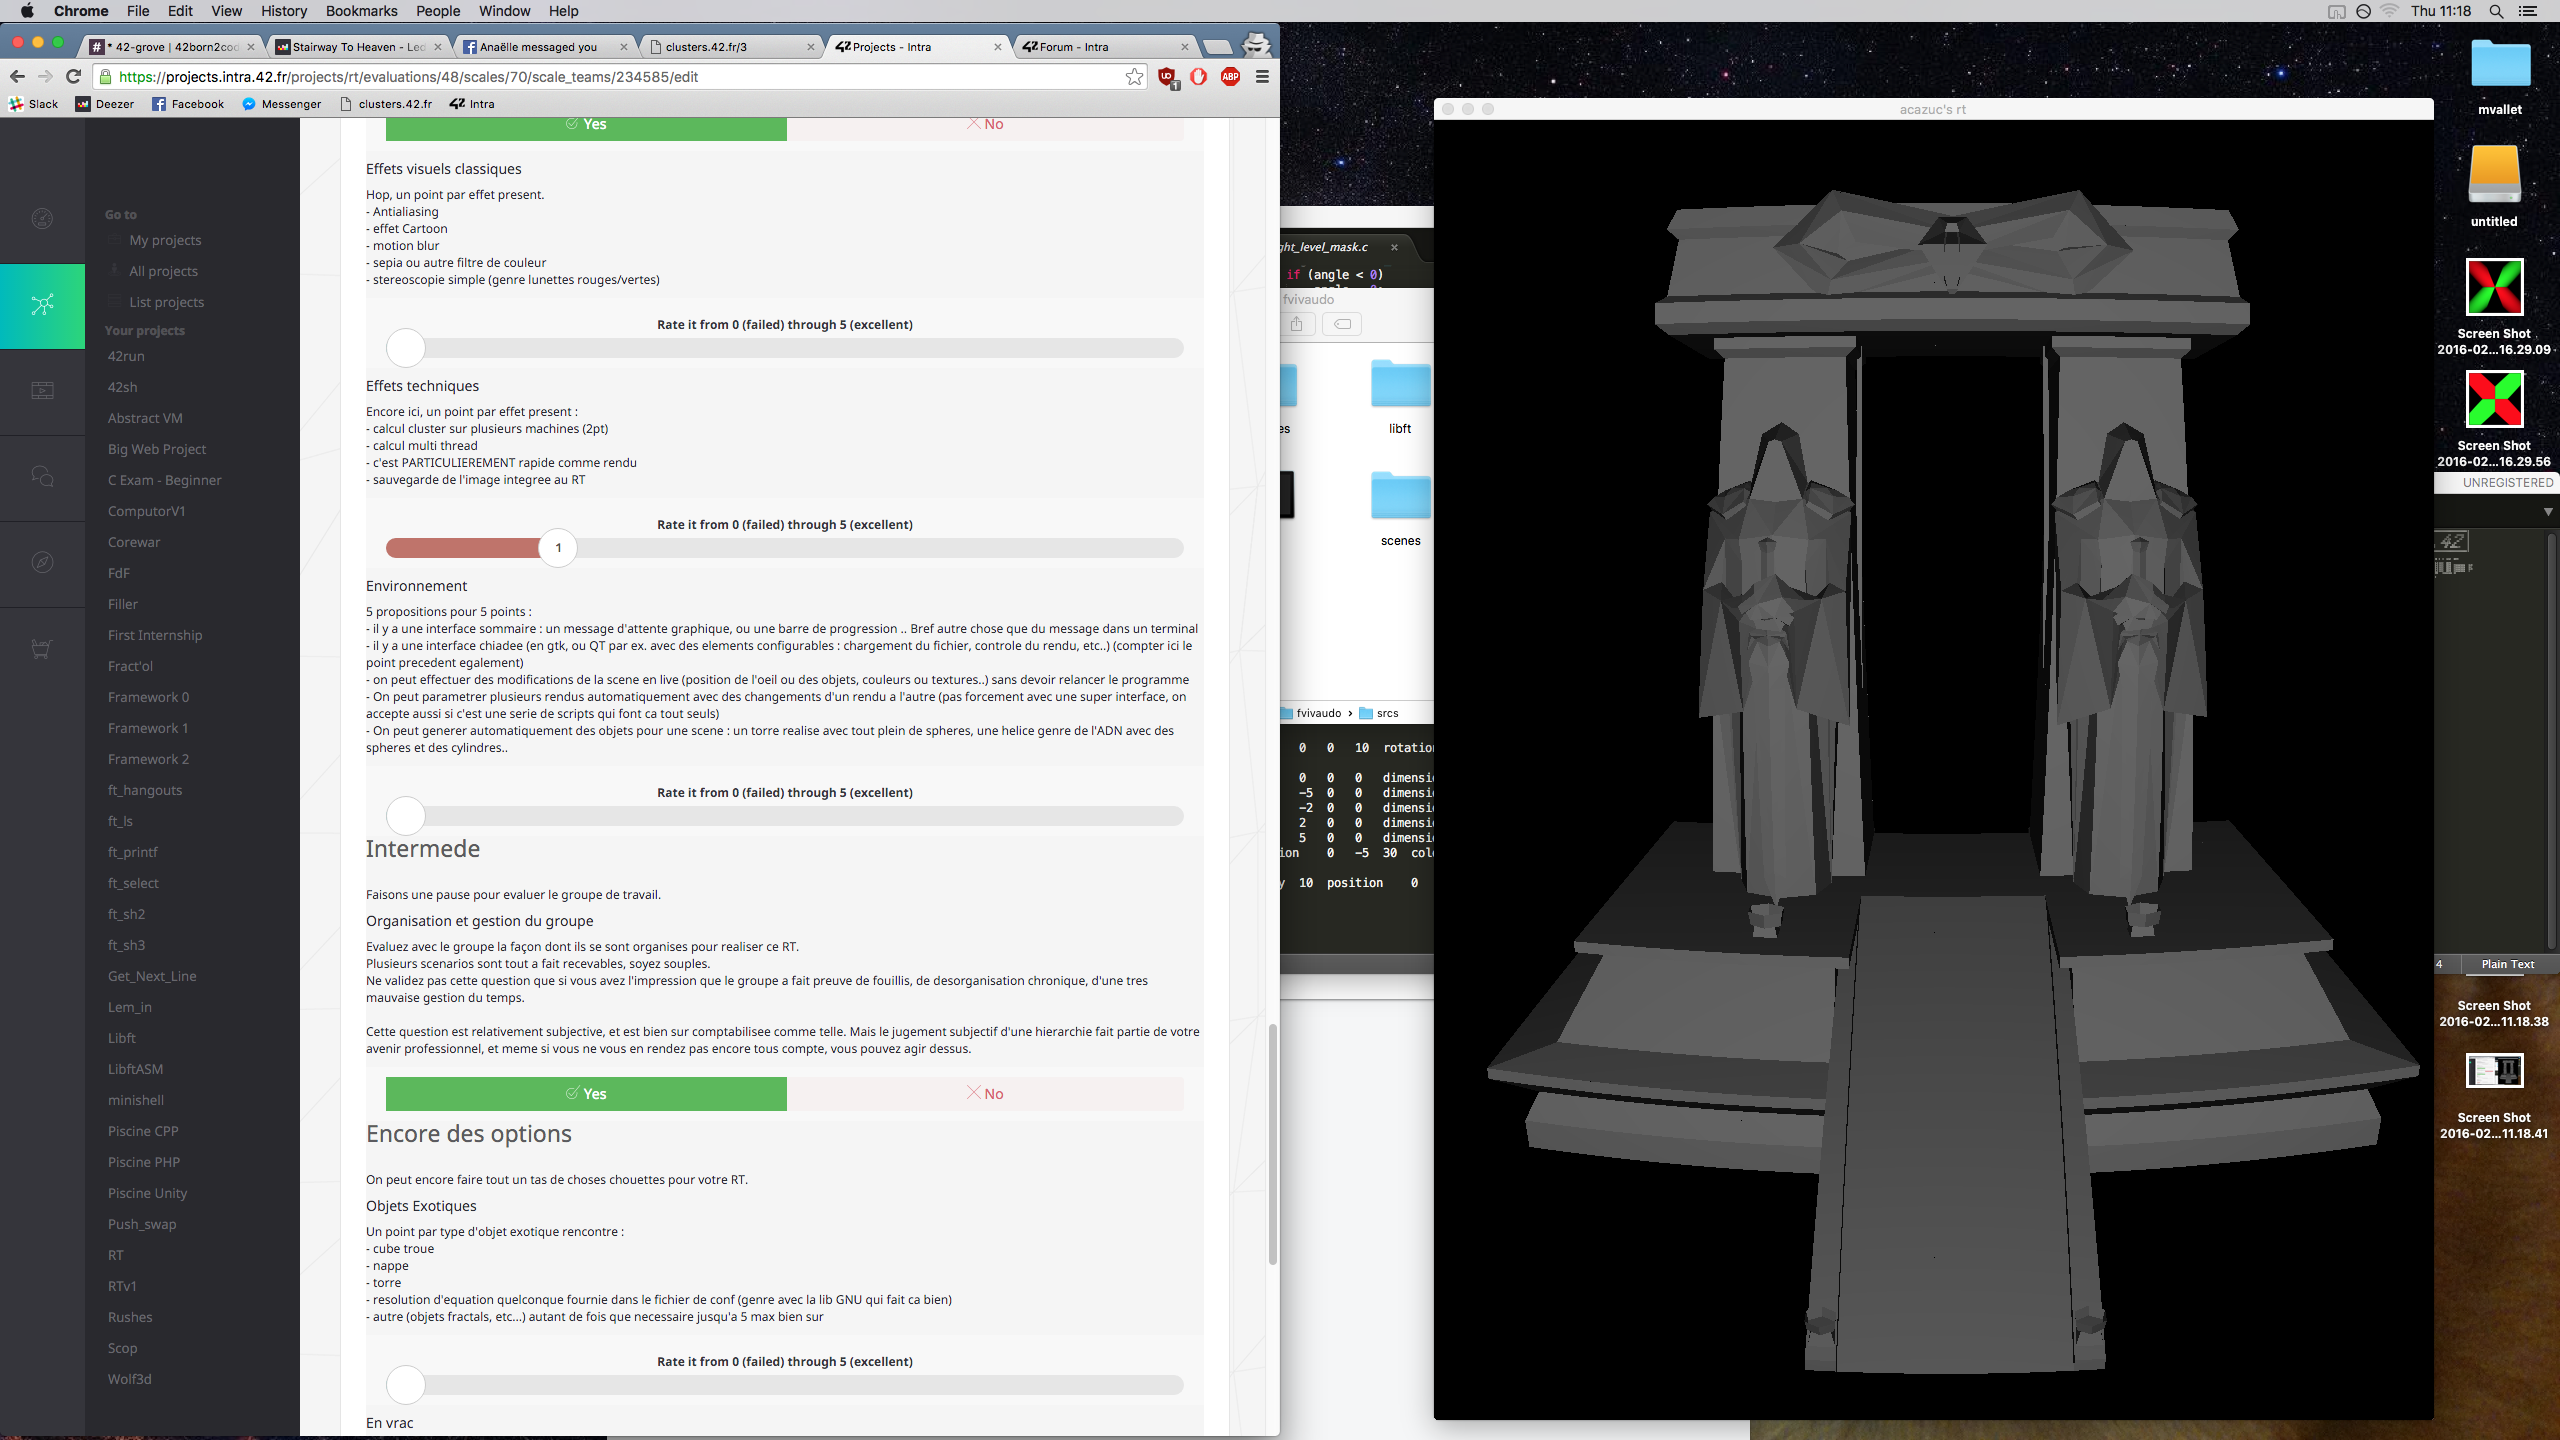 Chrome File Edit View History Bookmarks People Window Help
Thu 11:18
* 42-grove | 42born2cod
Stairway To Heaven - Led
Anaëlle messaged you
clusters.42.fr/3
Projects - Intra
Forum - Intra
https://projects.intra.42.fr/projects/rt/evaluations/48/scales/70/scale_teams/234585/edit
Slack Deezer Facebook Messenger clusters.42.fr Intra
Go to
My projects
All projects
List projects
Your projects
42run
42sh
Abstract VM
Big Web Project
C Exam - Beginner
ComputorV1
Corewar
FdF
Filler
First Internship
Fract'ol
Framework 0
Framework 1
Framework 2
ft_hangouts
ft_ls
ft_printf
ft_select
ft_sh2
ft_sh3
Get_Next_Line
Lem_in
Libft
LibftASM
minishell
Piscine CPP
Piscine PHP
Piscine Unity
Push_swap
RT
RTv1
Rushes
Scop
Wolf3d
Yes No
Effets visuels classiques
Hop, un point par effet present.
- Antialiasing
- effet Cartoon
- motion blur
- sepia ou autre filtre de couleur
- stereoscopie simple (genre lunettes rouges/vertes)
Rate it from 0 (failed) through 5 (excellent)
Effets techniques
Encore ici, un point par effet present :
- calcul cluster sur plusieurs machines (2pt)
- calcul multi thread
- c'est PARTICULIEREMENT rapide comme rendu
- sauvegarde de l'image integree au RT
Rate it from 0 (failed) through 5 (excellent)
1
Environnement
5 propositions pour 5 points :
- il y a une interface sommaire : un message d'attente graphique, ou une barre de progression .. Bref autre chose que du message dans un terminal
- il y a une interface chiadee (en gtk, ou QT par ex. avec des elements configurables : chargement du fichier, controle du rendu, etc..) (compter ici le
point precedent egalement)
- on peut effectuer des modifications de la scene en live (position de l'oeil ou des objets, couleurs ou textures..) sans devoir relancer le programme
- On peut parametrer plusieurs rendus automatiquement avec des changements d'un rendu a l'autre (pas forcement avec une super interface, on
accepte aussi si c'est une serie de scripts qui font ca tout seuls)
- On peut generer automatiquement des objets pour une scene : un torre realise avec tout plein de spheres, une helice genre de l'ADN avec des
spheres et des cylindres..
Rate it from 0 (failed) through 5 (excellent)
Intermede
Faisons une pause pour evaluer le groupe de travail.
Organisation et gestion du groupe
Evaluez avec le groupe la façon dont ils se sont organises pour realiser ce RT.
Plusieurs scenarios sont tout a fait recevables, soyez souples.
Ne validez pas cette question que si vous avez l'impression que le groupe a fait preuve de fouillis, de desorganisation chronique, d'une tres
mauvaise gestion du temps.
Cette question est relativement subjective, et est bien sur comptabilisee comme telle. Mais le jugement subjectif d'une hierarchie fait partie de votre
avenir professionnel, et meme si vous ne vous en rendez pas encore tous compte, vous pouvez agir dessus.
Yes No
Encore des options
On peut encore faire tout un tas de choses chouettes pour votre RT.
Objets Exotiques
Un point par type d'objet exotique rencontre :
- cube troue
- nappe
- torre
- resolution d'equation quelconque fournie dans le fichier de conf (genre avec la lib GNU qui fait ca bien)
- autre (objets fractals, etc...) autant de fois que necessaire jusqu'a 5 max bien sur
Rate it from 0 (failed) through 5 (excellent)
En vrac
ght_level_mask.c
if (angle < 0)
fvivaudo
es
libft
scenes
fvivaudo › srcs
0 0 10 rotatio
0 0 0 dimensi
-5 0 0 dimensi
-2 0 0 dimensi
2 0 0 dimensi
5 0 0 dimensi
ion 0 -5 30 col
y 10 position 0
acazuc's rt
mvallet
untitled
Screen Shot
2016-02...16.29.09
Screen Shot
2016-02...16.29.56
UNREGISTERED
42
4 Plain Text
Screen Shot
2016-02...11.18.38
Screen Shot
2016-02...11.18.41